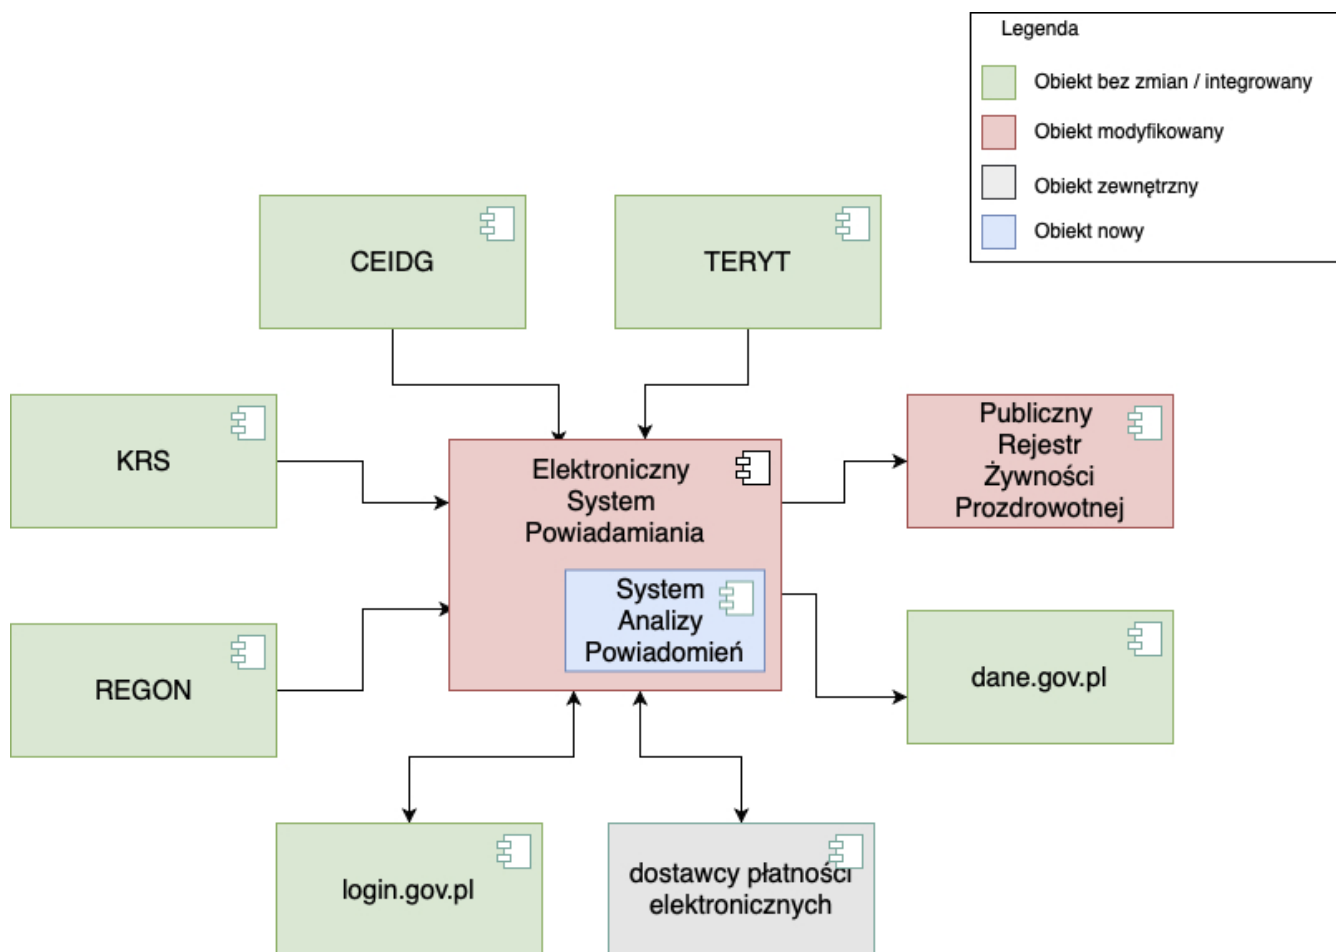 Legenda
Obiekt bez zmian / integrowany
Obiekt modyfikowany
Obiekt zewnętrzny
Obiekt nowy
CEIDG
TERYT
KRS
Elektroniczny
System
Powiadamiania
Publiczny
Rejestr
Żywności
Prozdrowotnej
System
Analizy
Powiadomień
REGON
dane.gov.pl
login.gov.pl
dostawcy płatności
elektronicznych